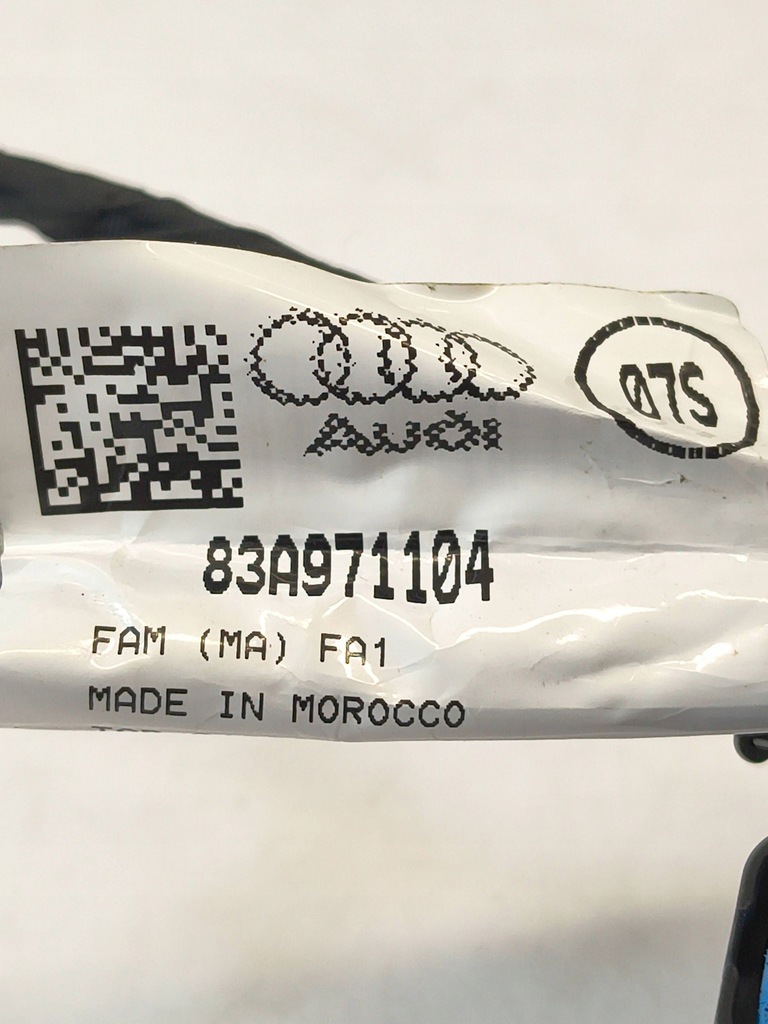 07S
AUDI
83A971104
FAM (MA) FA1
MADE IN MOROCCO